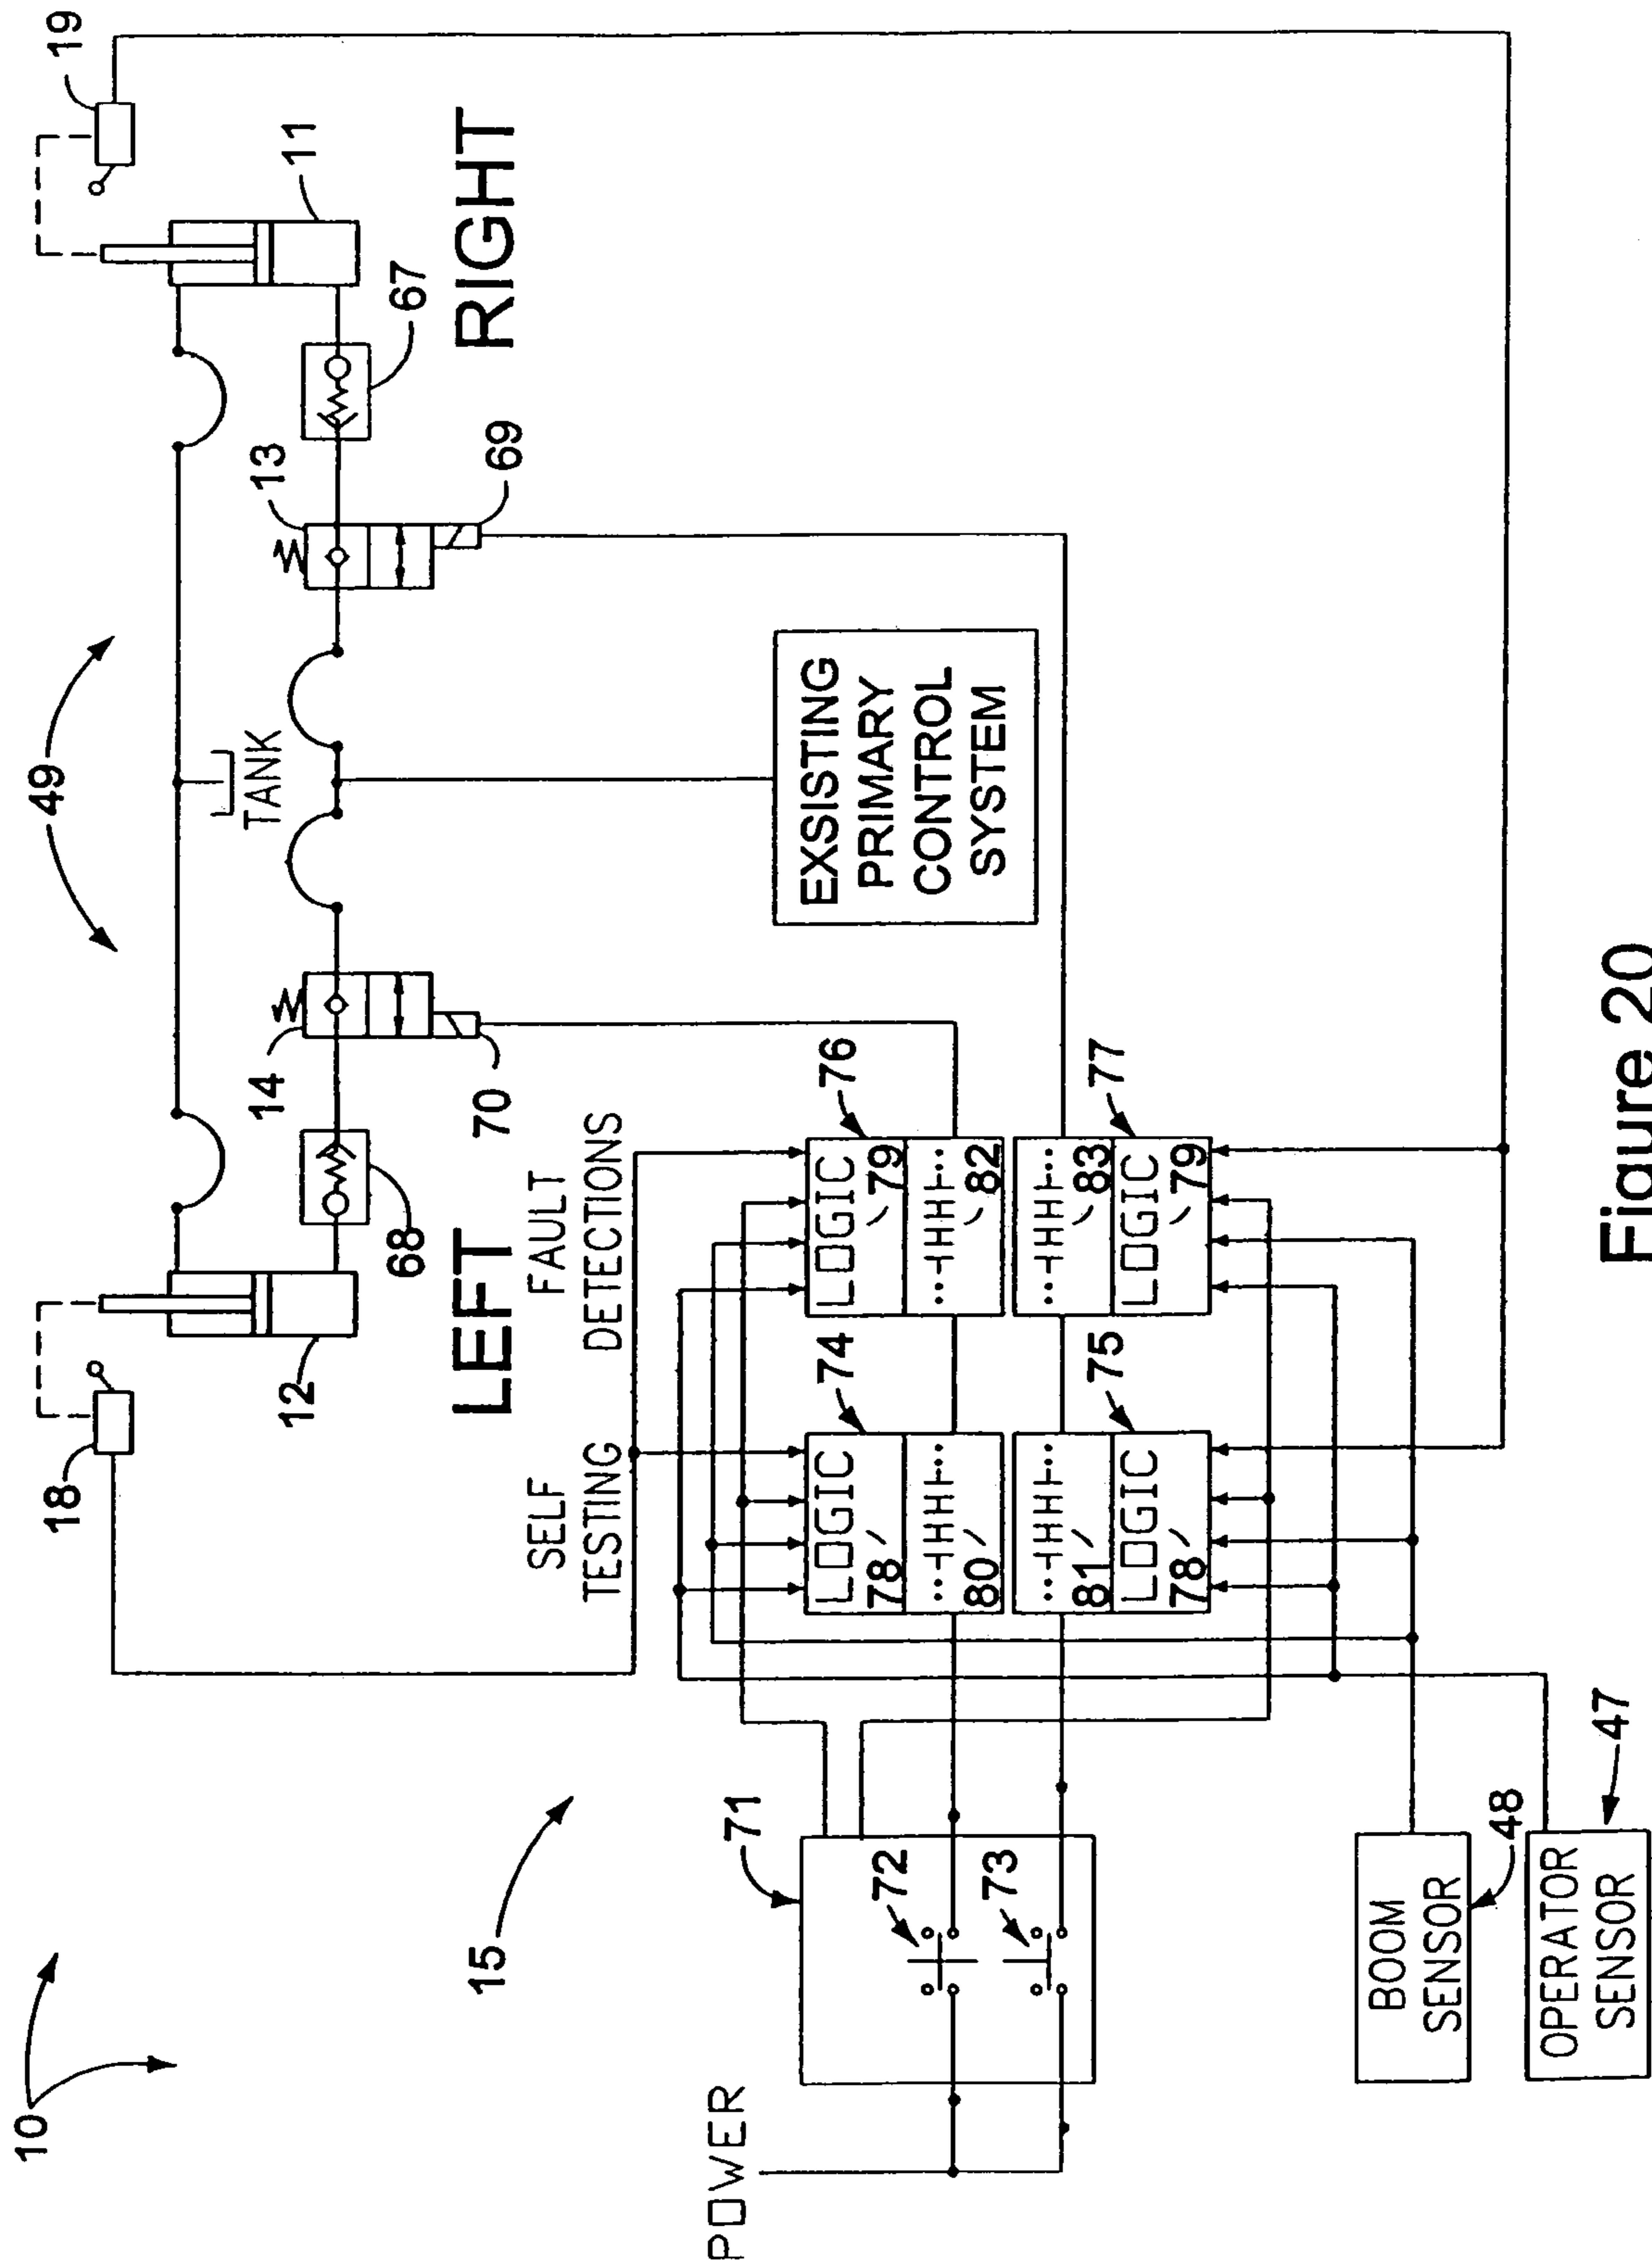 10
49
18
19
12
11
14
13
TANK
68
67
70
69
LEFT
RIGHT
15
SELF
TESTING
FAULT
DETECTIONS
EXSISTING
PRIMARY
CONTROL
SYSTEM
POWER
71
72
73
74
76
LOGIC
78
LOGIC
79
80
82
81
83
LOGIC
78
LOGIC
79
75
77
BOOM
SENSOR
48
OPERATOR
SENSOR
47
Figure 20